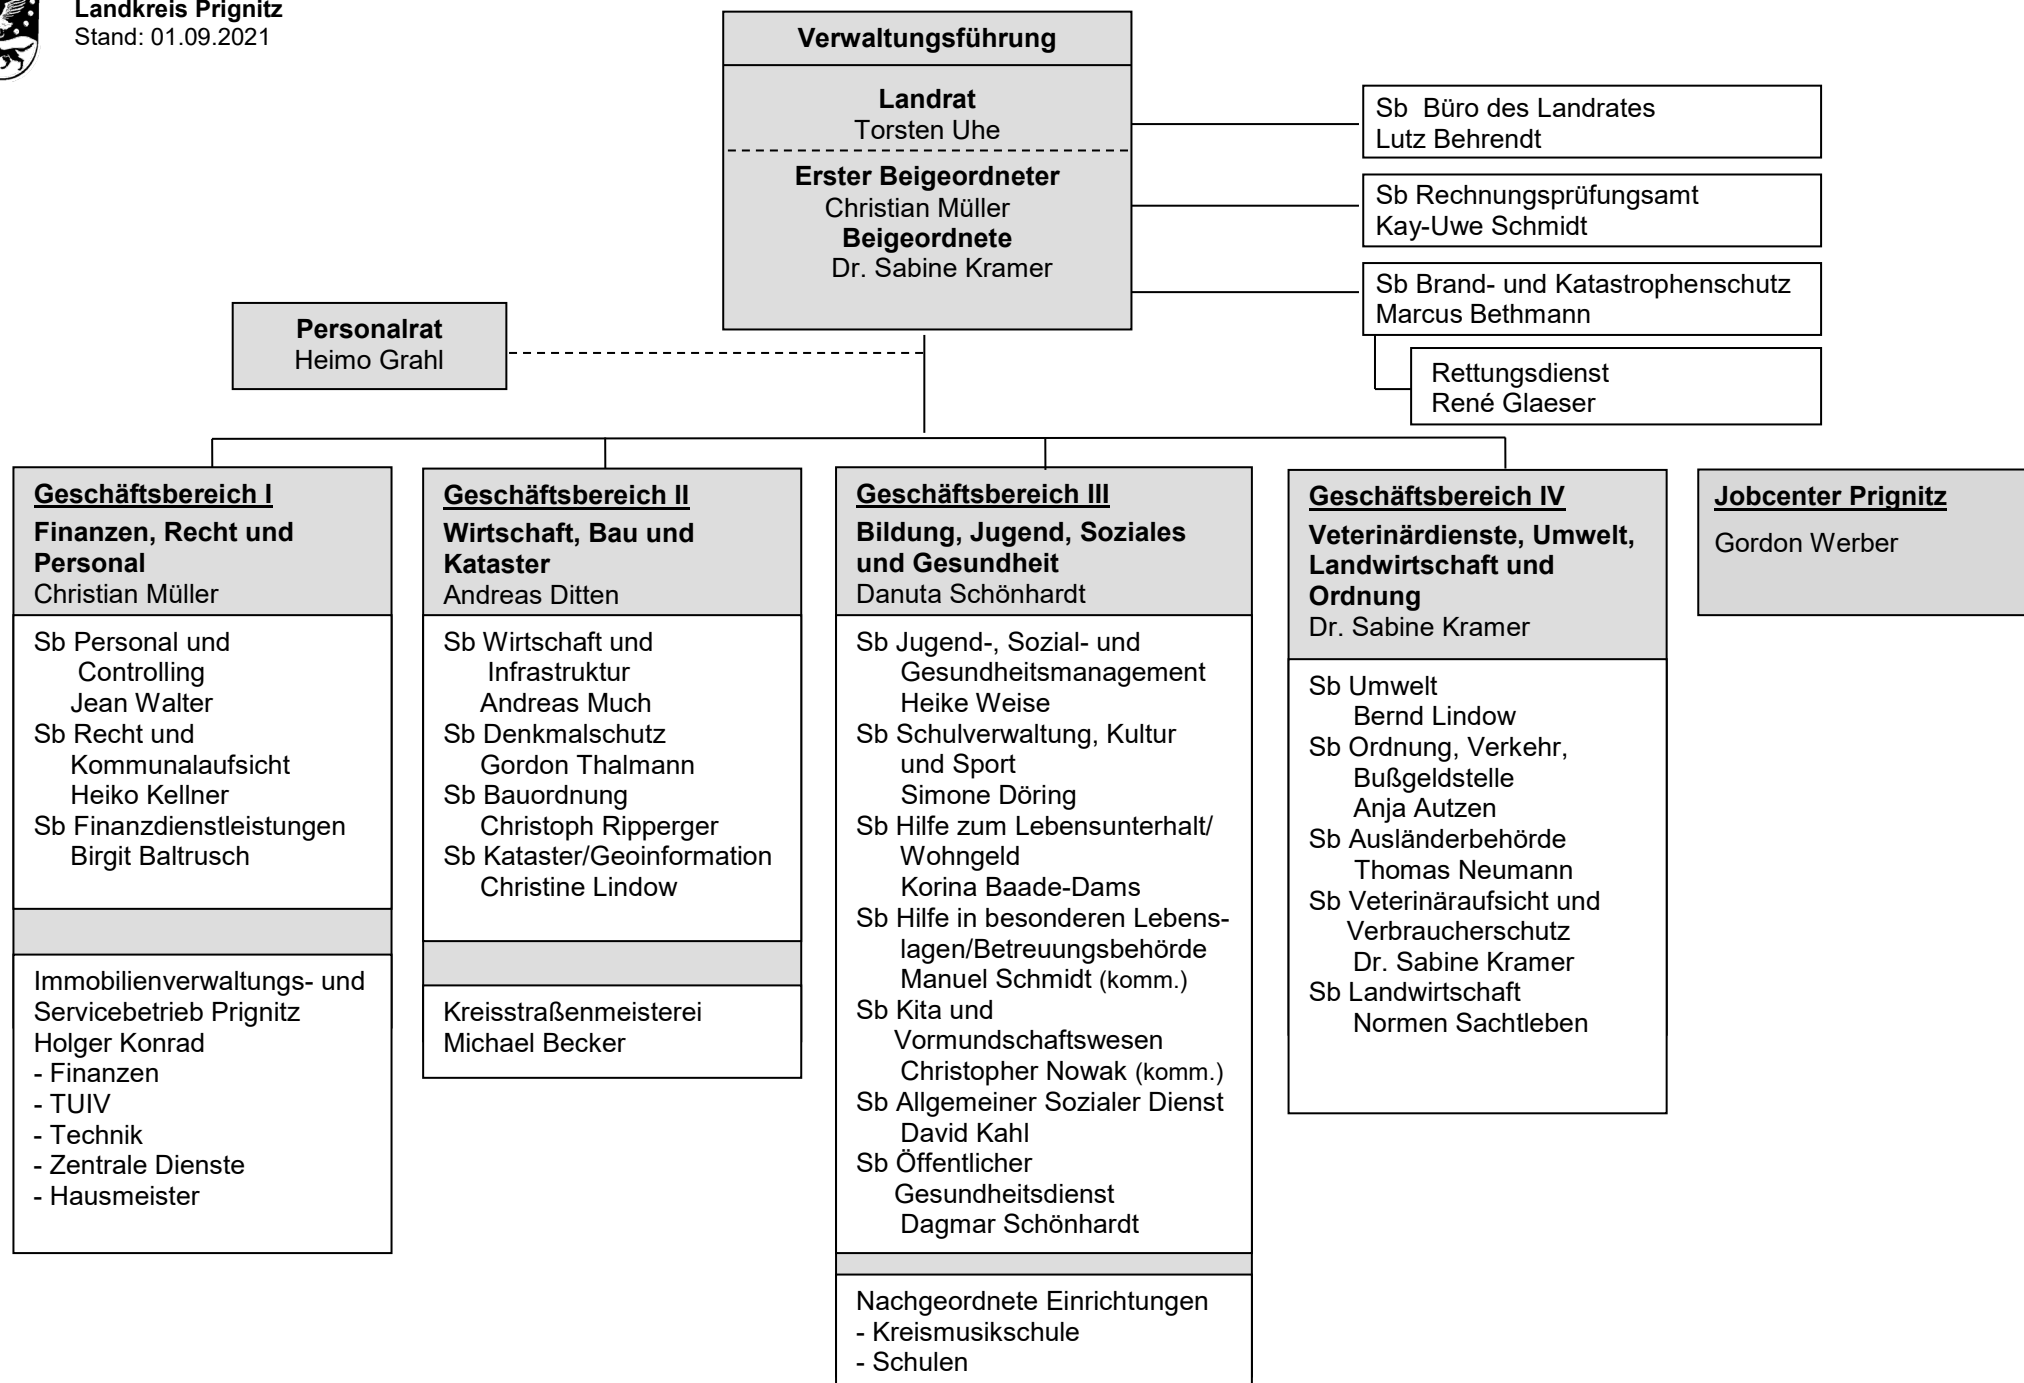 Landkreis Prignitz
Stand: 01.09.2021
Verwaltungsführung
Landrat
Torsten Uhe
Erster Beigeordneter
Christian Müller
Beigeordnete
Dr. Sabine Kramer
Sb  Büro des Landrates
Lutz Behrendt
Sb Rechnungsprüfungsamt
Kay-Uwe Schmidt
Sb Brand- und Katastrophenschutz
Marcus Bethmann
Rettungsdienst
René Glaeser
Personalrat
Heimo Grahl
Geschäftsbereich I
Finanzen, Recht und
Personal
Christian Müller
Sb Personal und
Controlling
Jean Walter
Sb Recht und
Kommunalaufsicht
Heiko Kellner
Sb Finanzdienstleistungen
Birgit Baltrusch
Immobilienverwaltungs- und
Servicebetrieb Prignitz
Holger Konrad
- Finanzen
- TUIV
- Technik
- Zentrale Dienste
- Hausmeister
Geschäftsbereich II
Wirtschaft, Bau und
Kataster
Andreas Ditten
Sb Wirtschaft und
Infrastruktur
Andreas Much
Sb Denkmalschutz
Gordon Thalmann
Sb Bauordnung
Christoph Ripperger
Sb Kataster/Geoinformation
Christine Lindow
Kreisstraßenmeisterei
Michael Becker
Geschäftsbereich III
Bildung, Jugend, Soziales
und Gesundheit
Danuta Schönhardt
Sb Jugend-, Sozial- und
Gesundheitsmanagement
Heike Weise
Sb Schulverwaltung, Kultur
und Sport
Simone Döring
Sb Hilfe zum Lebensunterhalt/
Wohngeld
Korina Baade-Dams
Sb Hilfe in besonderen Lebens-
lagen/Betreuungsbehörde
Manuel Schmidt (komm.)
Sb Kita und
Vormundschaftswesen
Christopher Nowak (komm.)
Sb Allgemeiner Sozialer Dienst
David Kahl
Sb Öffentlicher
Gesundheitsdienst
Dagmar Schönhardt
Nachgeordnete Einrichtungen
- Kreismusikschule
- Schulen
Geschäftsbereich IV
Veterinärdienste, Umwelt,
Landwirtschaft und
Ordnung
Dr. Sabine Kramer
Sb Umwelt
Bernd Lindow
Sb Ordnung, Verkehr,
Bußgeldstelle
Anja Autzen
Sb Ausländerbehörde
Thomas Neumann
Sb Veterinäraufsicht und
Verbraucherschutz
Dr. Sabine Kramer
Sb Landwirtschaft
Normen Sachtleben
Jobcenter Prignitz
Gordon Werber